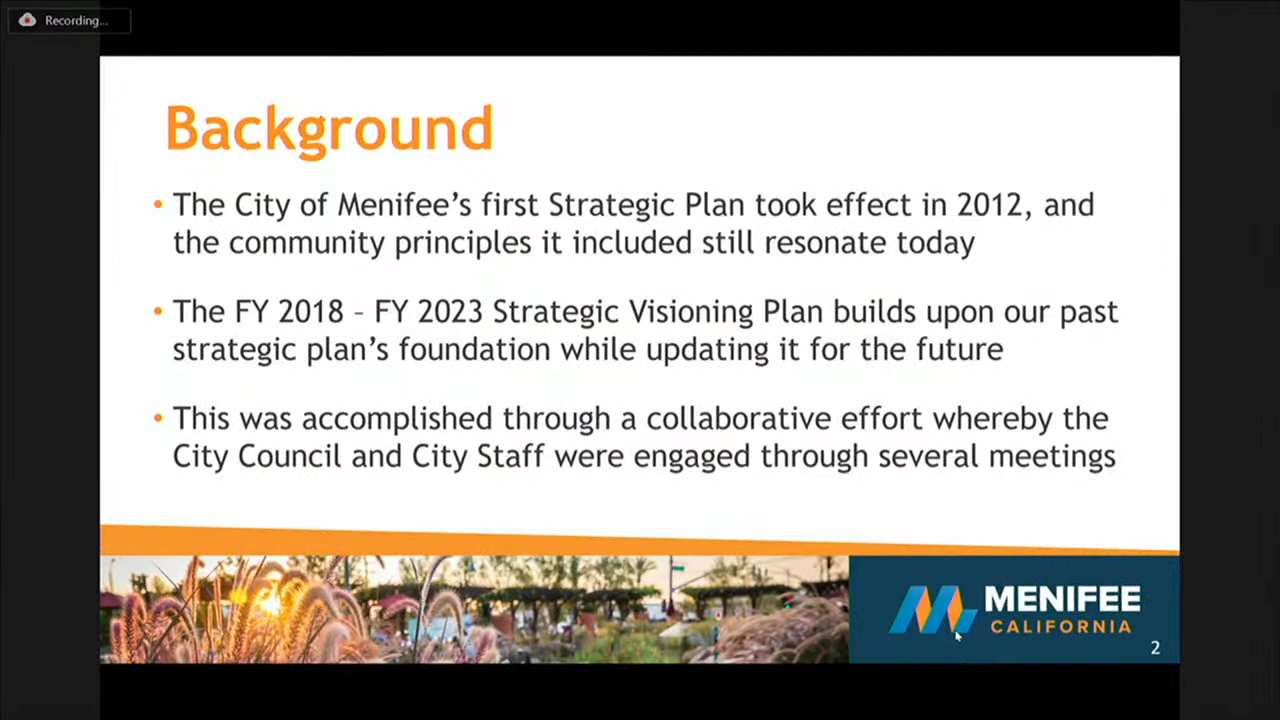 Recording...
Background
• The City of Menifee’s first Strategic Plan took effect in 2012, and
the community principles it included still resonate today
• The FY 2018 – FY 2023 Strategic Visioning Plan builds upon our past
strategic plan’s foundation while updating it for the future
• This was accomplished through a collaborative effort whereby the
City Council and City Staff were engaged through several meetings
MENIFEE
CALIFORNIA
2